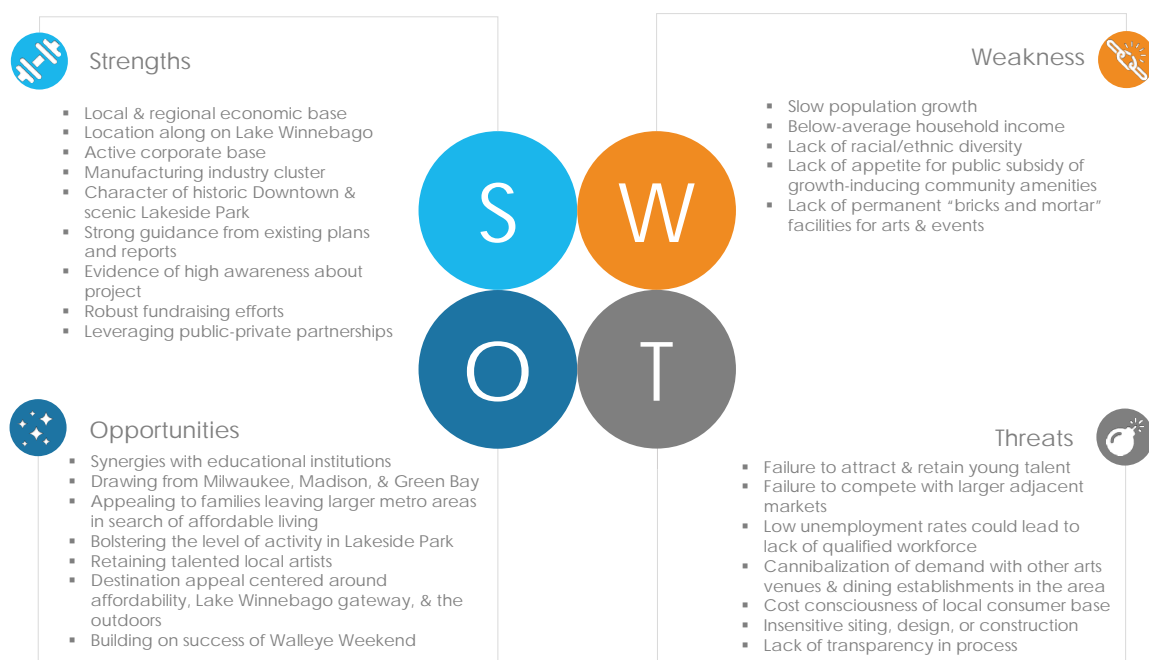 Strengths
▪ Local & regional economic base
▪ Location along on Lake Winnebago
▪ Active corporate base
▪ Manufacturing industry cluster
▪ Character of historic Downtown &
scenic Lakeside Park
▪ Strong guidance from existing plans
and reports
▪ Evidence of high awareness about
project
▪ Robust fundraising efforts
▪ Leveraging public-private partnerships
Weakness
▪ Slow population growth
▪ Below-average household income
▪ Lack of racial/ethnic diversity
▪ Lack of appetite for public subsidy of
growth-inducing community amenities
▪ Lack of permanent “bricks and mortar”
facilities for arts & events
S
W
O
T
Opportunities
▪ Synergies with educational institutions
▪ Drawing from Milwaukee, Madison, & Green Bay
▪ Appealing to families leaving larger metro areas
in search of affordable living
▪ Bolstering the level of activity in Lakeside Park
▪ Retaining talented local artists
▪ Destination appeal centered around
affordability, Lake Winnebago gateway, & the
outdoors
▪ Building on success of Walleye Weekend
Threats
▪ Failure to attract & retain young talent
▪ Failure to compete with larger adjacent
markets
▪ Low unemployment rates could lead to
lack of qualified workforce
▪ Cannibalization of demand with other arts
venues & dining establishments in the area
▪ Cost consciousness of local consumer base
▪ Insensitive siting, design, or construction
▪ Lack of transparency in process